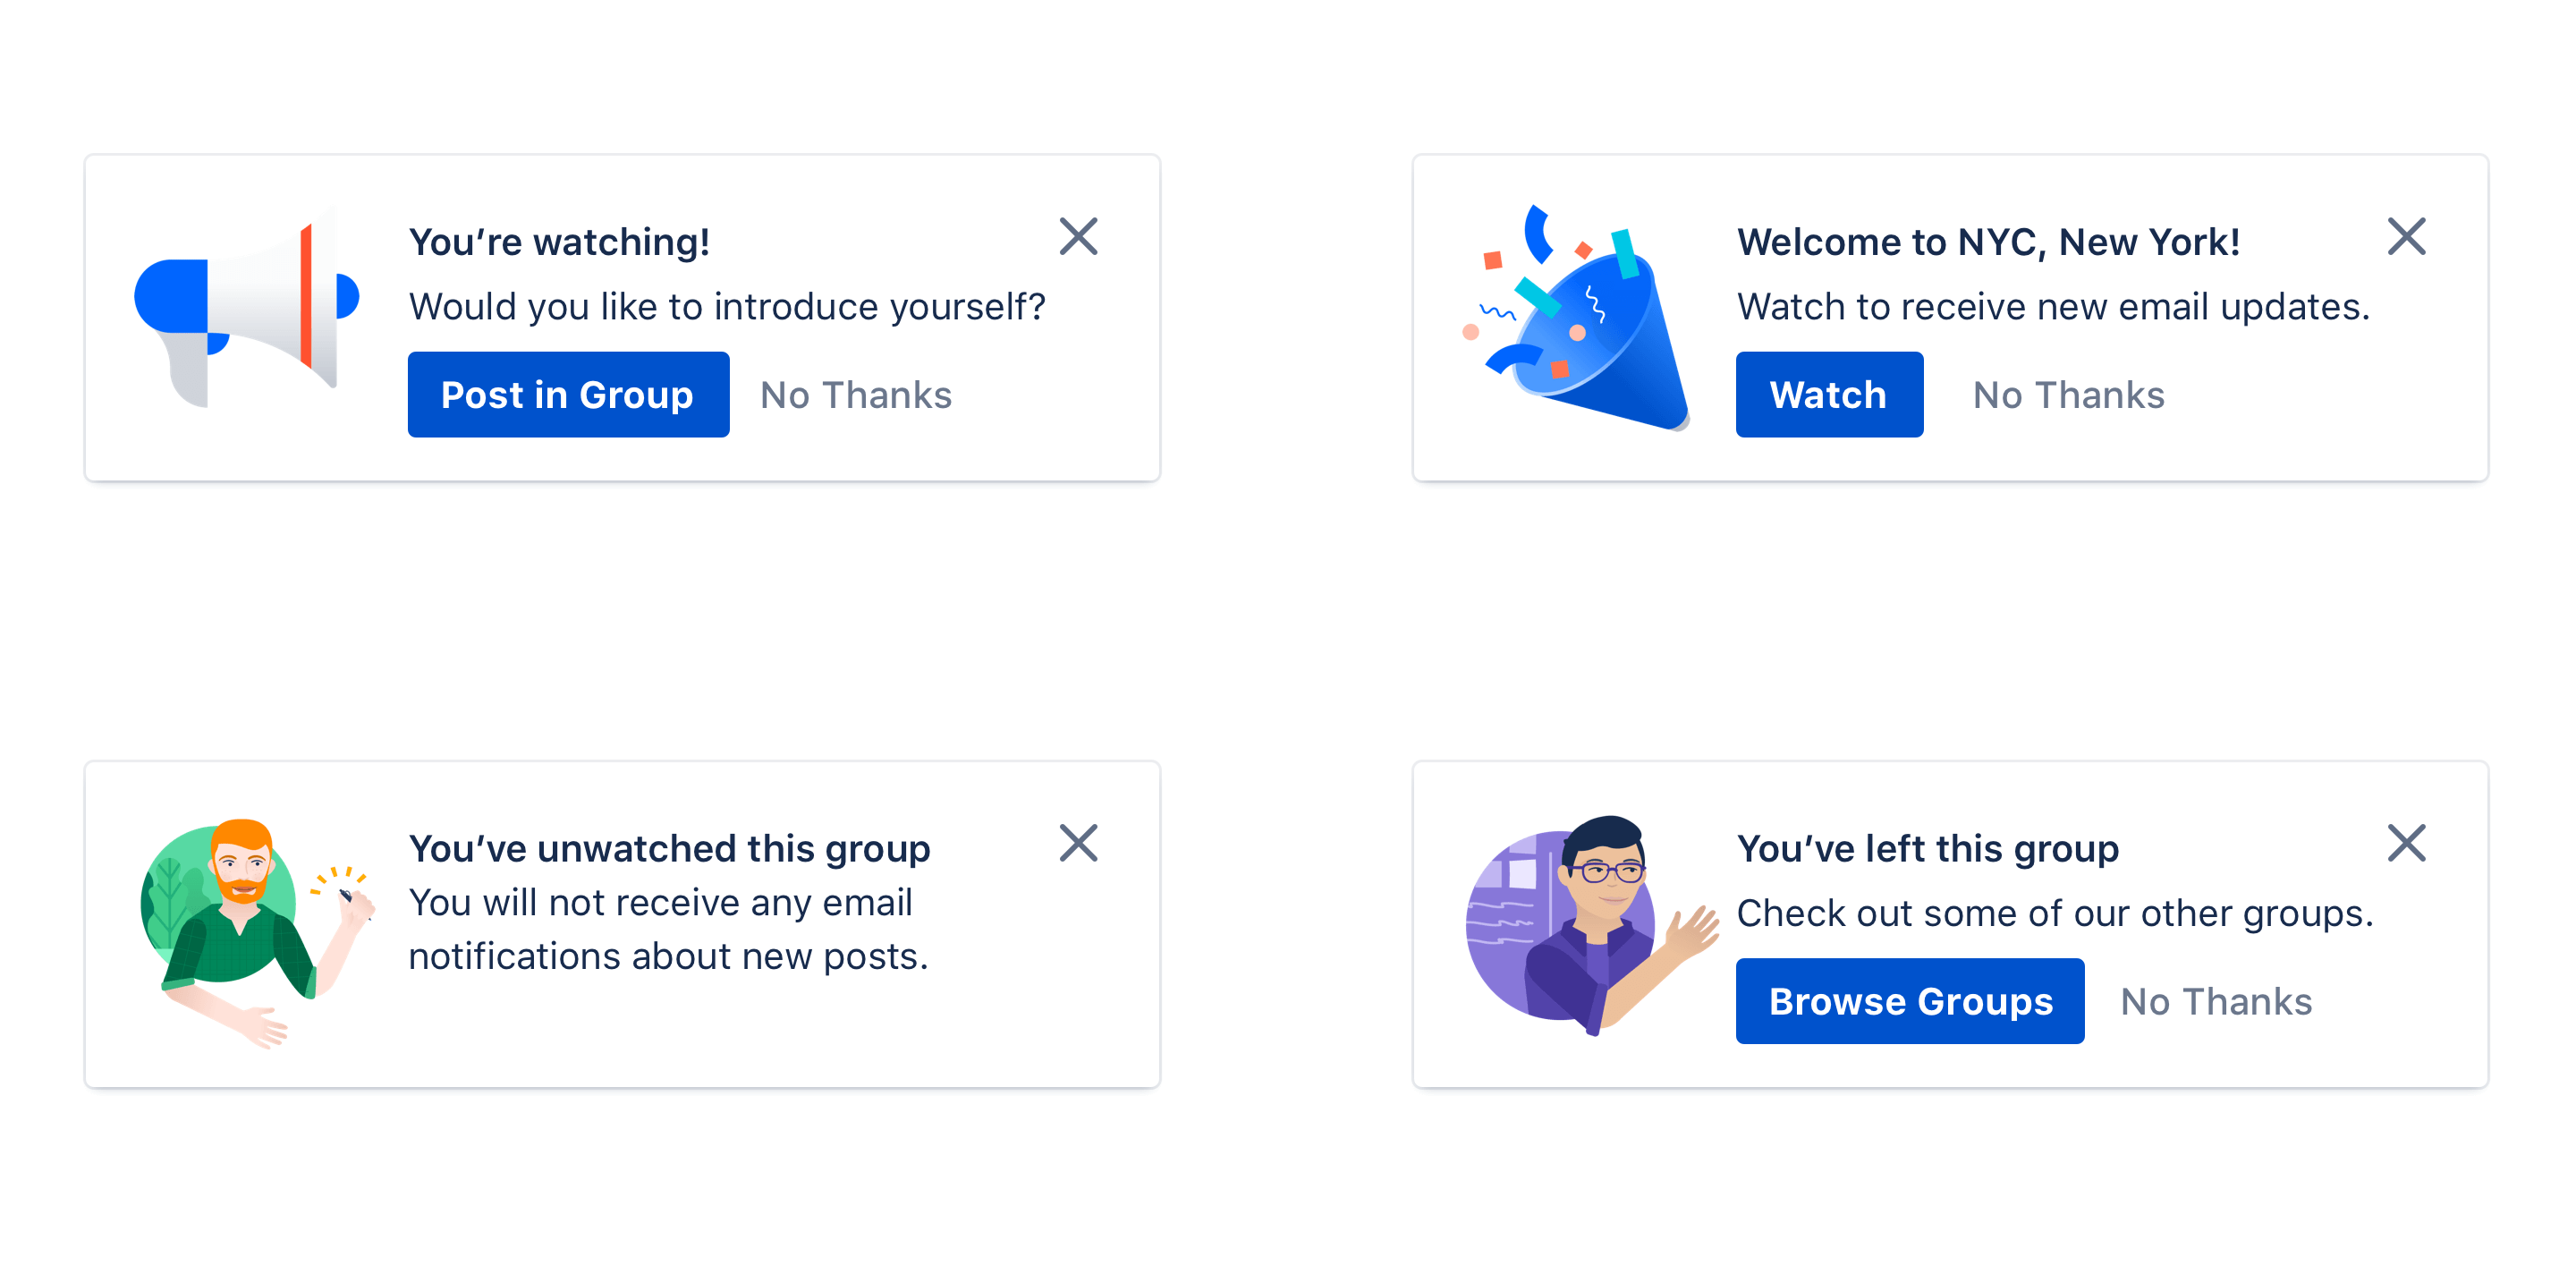 You’re watching!
Would you like to introduce yourself?
Post in Group
No Thanks
Welcome to NYC, New York!
Watch to receive new email updates.
Watch
No Thanks
You’ve unwatched this group
You will not receive any email
notifications about new posts.
You’ve left this group
Check out some of our other groups.
Browse Groups
No Thanks